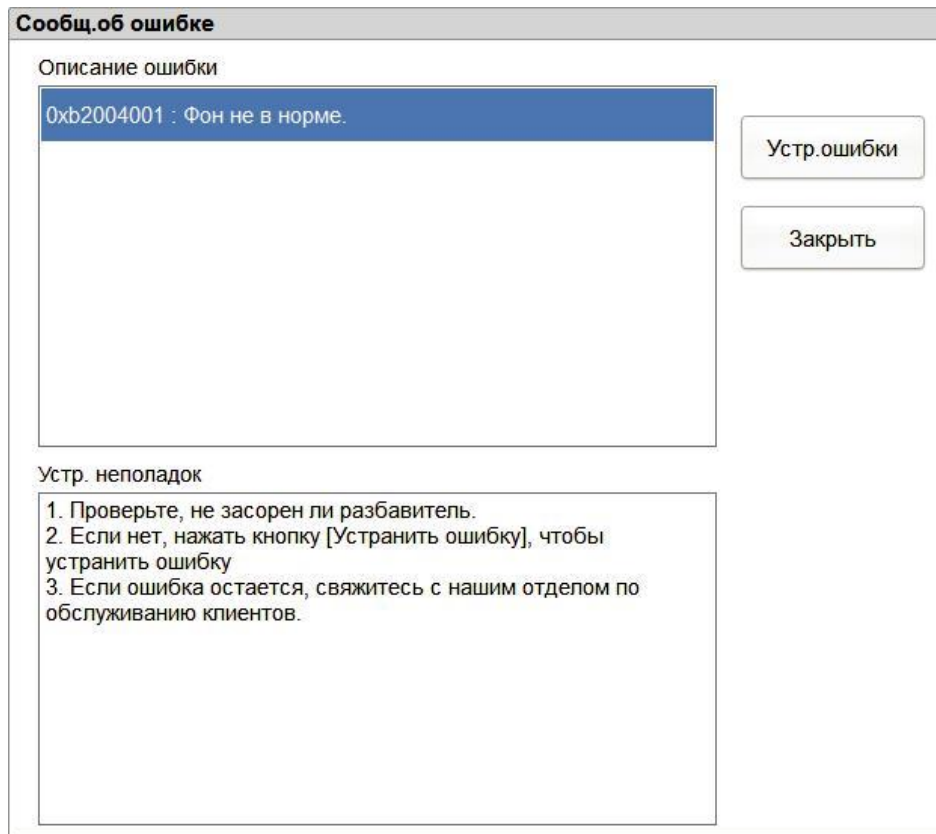 Сообщ.об ошибке
Описание ошибки
0xb2004001 : Фон не в норме.
Устр.ошибки
Закрыть
Устр. неполадок
1. Проверьте, не засорен ли разбавитель.
2. Если нет, нажать кнопку [Устранить ошибку], чтобы
устранить ошибку
3. Если ошибка остается, свяжитесь с нашим отделом по
обслуживанию клиентов.